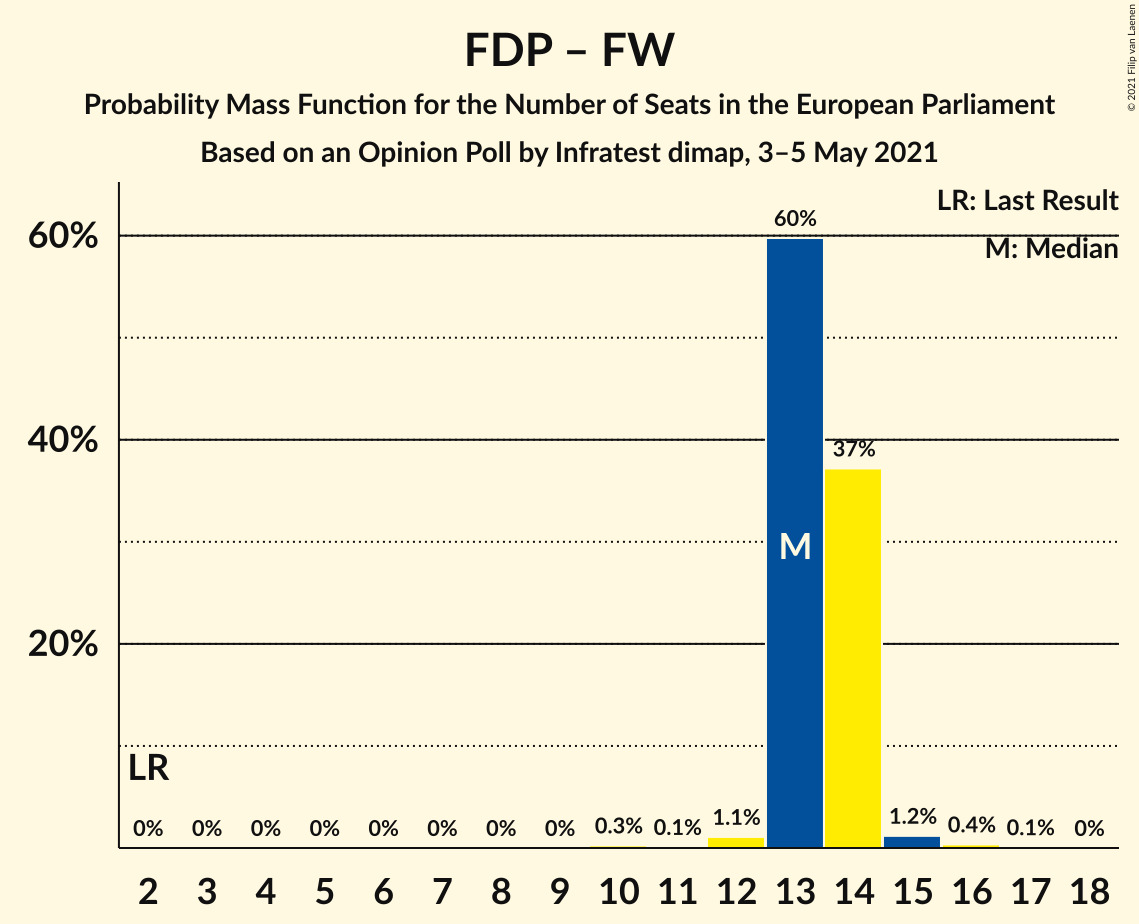 © 2021 Filip van Laenen
FDP – FW
Probability Mass Function for the Number of Seats in the European Parliament
Based on an Opinion Poll by Infratest dimap, 3–5 May 2021
LR: Last Result
M: Median
60%
40%
20%
60%
37%
M
LR
0% 0% 0% 0% 0% 0% 0% 0% 0.3% 0.1% 1.1% 1.2% 0.4% 0.1% 0%
2 3 4 5 6 7 8 9 10 11 12 13 14 15 16 17 18